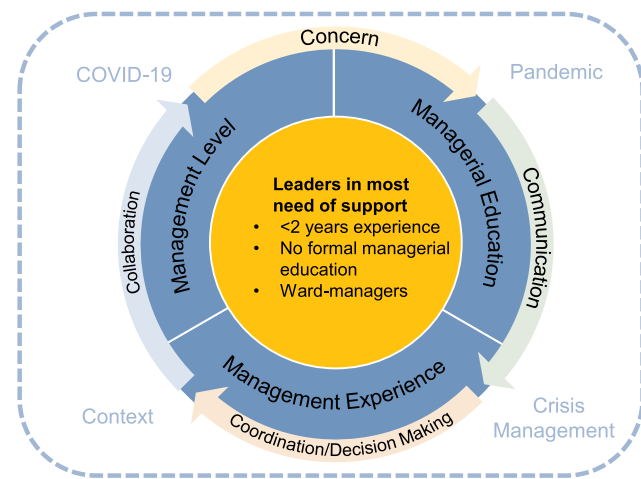 Concern
COVID-19
Pandemic
Management Level
Managerial Education
Collaboration
Communication
Leaders in most
need of support
• <2 years experience
• No formal managerial
education
• Ward-managers
Management Experience
Coordination/Decision Making
Context
Crisis
Management